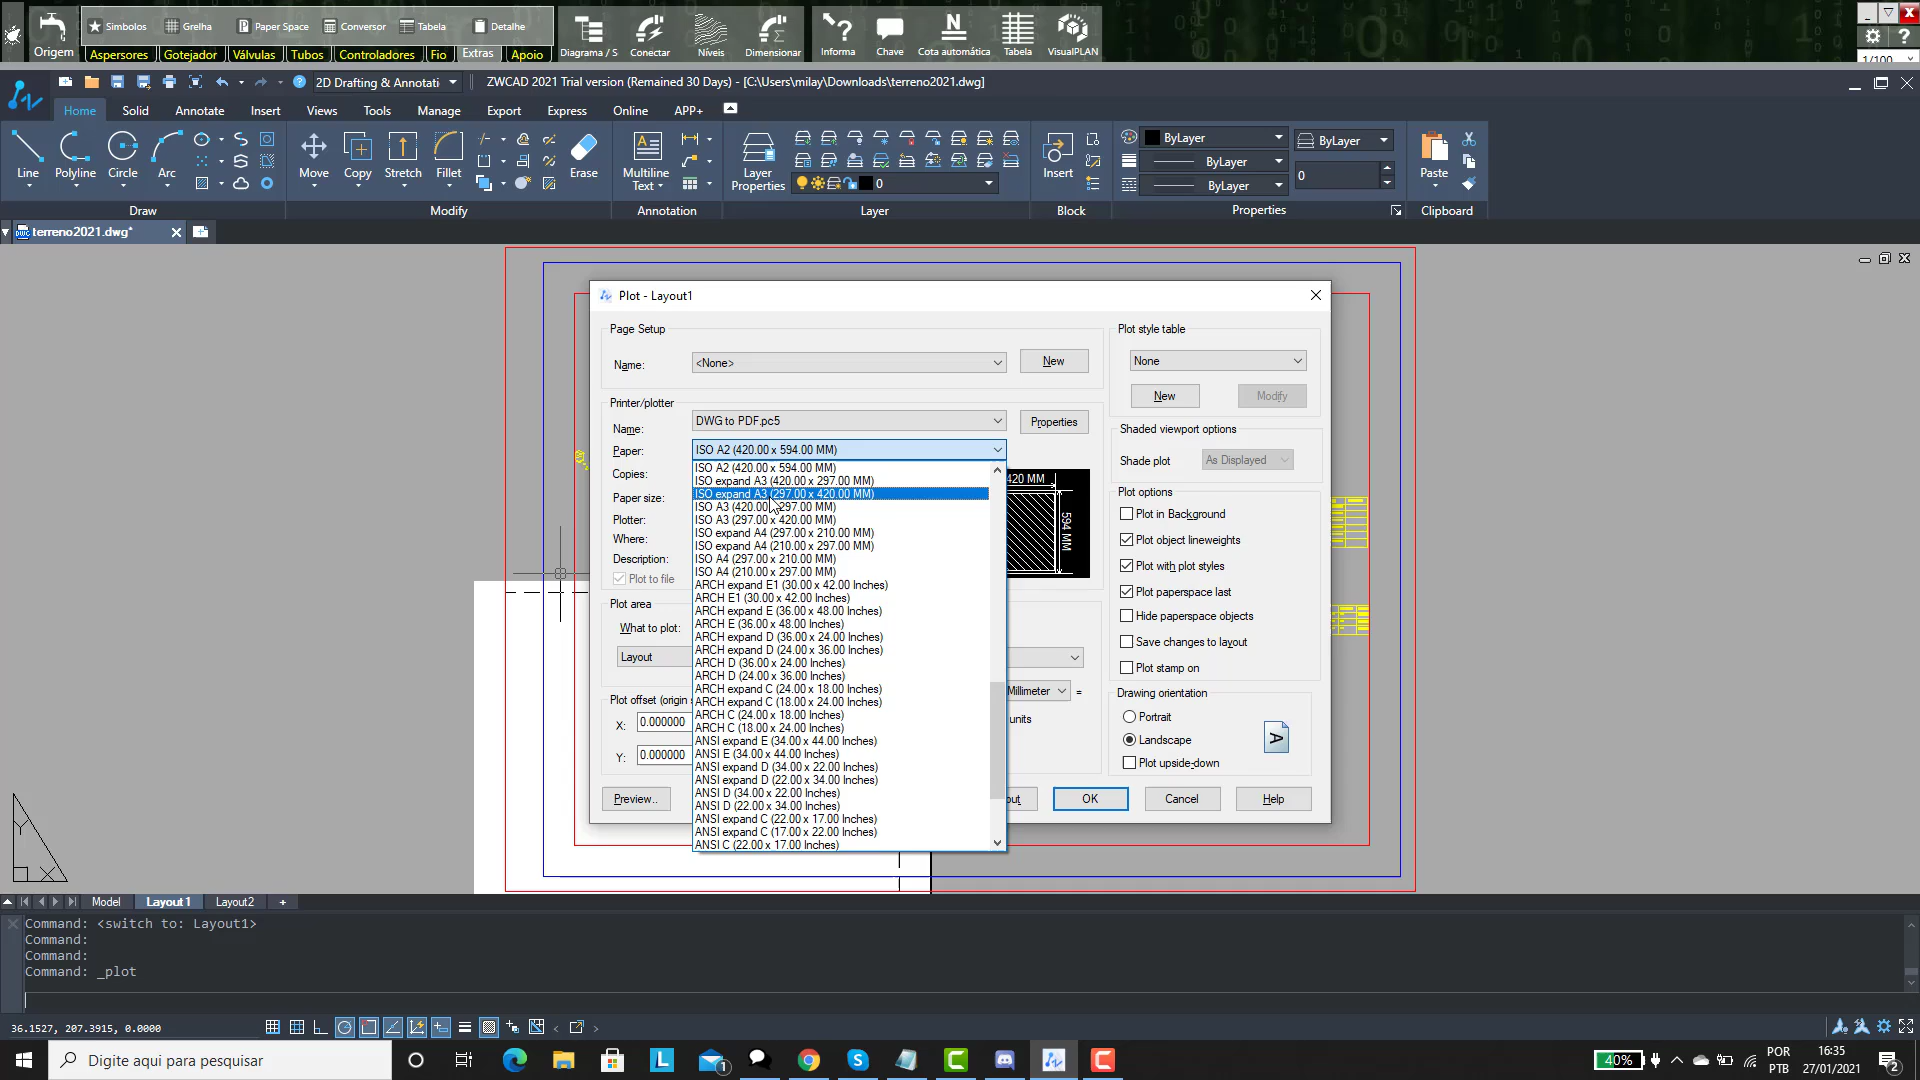 Símbolos
Grelha
Paper Space
Conversor
Tabela
Detalhe
Origem
Aspersores
Gotejador
Válvulas
Tubos
Controladores
Fio
Extras
Apoio
Diagrama / S
Conectar
Níveis
Dimensionar
Informa
Chave
Cota automática
Tabela
VisualPLAN
1/100
2D Drafting & Annotati
ZWCAD 2021 Trial version (Remained 30 Days) - [C:\Users\milay\Downloads\terreno2021.dwg]
Home
Solid
Annotate
Insert
Views
Tools
Manage
Export
Express
Online
APP+
Line
Polyline
Circle
Arc
Move
Copy
Stretch
Fillet
Erase
Multiline
Text
Layer
Properties
0
Insert
ByLayer
ByLayer
ByLayer
ByLayer
0
Paste
Draw
Modify
Annotation
Layer
Block
Properties
Clipboard
terreno2021.dwg*
Plot - Layout1
Page Setup
Name:
<None>
New
Printer/plotter
Name:
DWG to PDF.pc5
Properties
Paper:
ISO A2 (420.00 x 594.00 MM)
Copies:
Paper size:
Plotter:
Where:
Description:
Plot to file
ISO A2 (420.00 x 594.00 MM)
ISO expand A3 (420.00 x 297.00 MM)
ISO expand A3 (297.00 x 420.00 MM)
ISO A3 (420.00 x 297.00 MM)
ISO A3 (297.00 x 420.00 MM)
ISO expand A4 (297.00 x 210.00 MM)
ISO expand A4 (210.00 x 297.00 MM)
ISO A4 (297.00 x 210.00 MM)
ISO A4 (210.00 x 297.00 MM)
ARCH expand E1 (30.00 x 42.00 Inches)
ARCH E1 (30.00 x 42.00 Inches)
ARCH expand E (36.00 x 48.00 Inches)
ARCH E (36.00 x 48.00 Inches)
ARCH expand D (36.00 x 24.00 Inches)
ARCH expand D (24.00 x 36.00 Inches)
ARCH D (36.00 x 24.00 Inches)
ARCH D (24.00 x 36.00 Inches)
ARCH expand C (24.00 x 18.00 Inches)
ARCH expand C (18.00 x 24.00 Inches)
ARCH C (24.00 x 18.00 Inches)
ARCH C (18.00 x 24.00 Inches)
ANSI expand E (34.00 x 44.00 Inches)
ANSI E (34.00 x 44.00 Inches)
ANSI expand D (34.00 x 22.00 Inches)
ANSI expand D (22.00 x 34.00 Inches)
ANSI D (34.00 x 22.00 Inches)
ANSI D (22.00 x 34.00 Inches)
ANSI expand C (22.00 x 17.00 Inches)
ANSI expand C (17.00 x 22.00 Inches)
ANSI C (22.00 x 17.00 Inches)
420 MM
594 MM
Plot area
What to plot:
Layout
Plot offset (origin s
X:
0.000000
Y:
0.000000
Millimeter
=
units
Preview..
out
OK
Cancel
Help
Plot style table
None
New
Modify
Shaded viewport options
Shade plot
As Displayed
Plot options
Plot in Background
Plot object lineweights
Plot with plot styles
Plot paperspace last
Hide paperspace objects
Save changes to layout
Plot stamp on
Drawing orientation
Portrait
Landscape
A
Plot upside-down
Y
X
Model
Layout1
Layout2
+
Command: <switch to: Layout1>
Command:
Command:
Command: _plot
36.1527, 207.3915, 0.0000
Digite aqui para pesquisar
1
40%
POR
PTB
16:35
27/01/2021
2